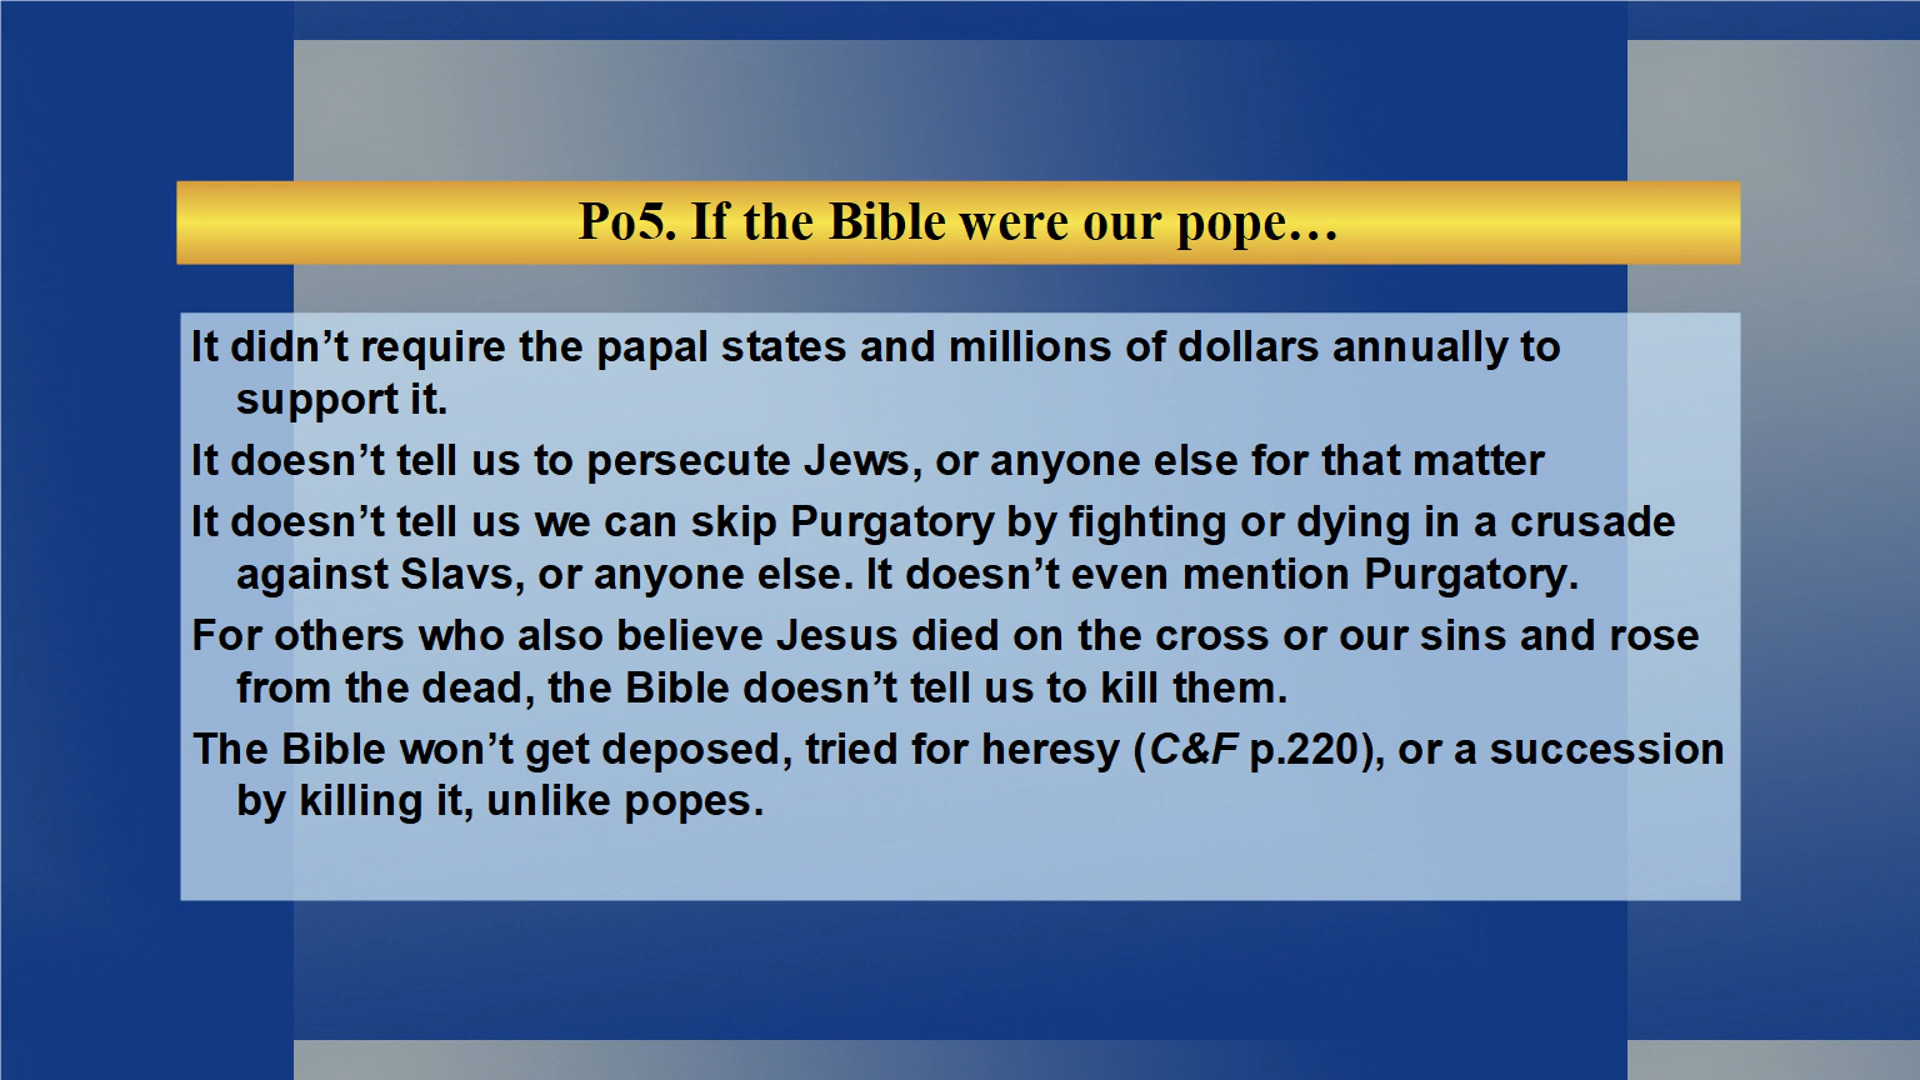 Po5. If the Bible were our pope…
It didn’t require the papal states and millions of dollars annually to
support it.
It doesn’t tell us to persecute Jews, or anyone else for that matter
It doesn’t tell us we can skip Purgatory by fighting or dying in a crusade
against Slavs, or anyone else. It doesn’t even mention Purgatory.
For others who also believe Jesus died on the cross or our sins and rose
from the dead, the Bible doesn’t tell us to kill them.
The Bible won’t get deposed, tried for heresy (C&F p.220), or a succession
by killing it, unlike popes.